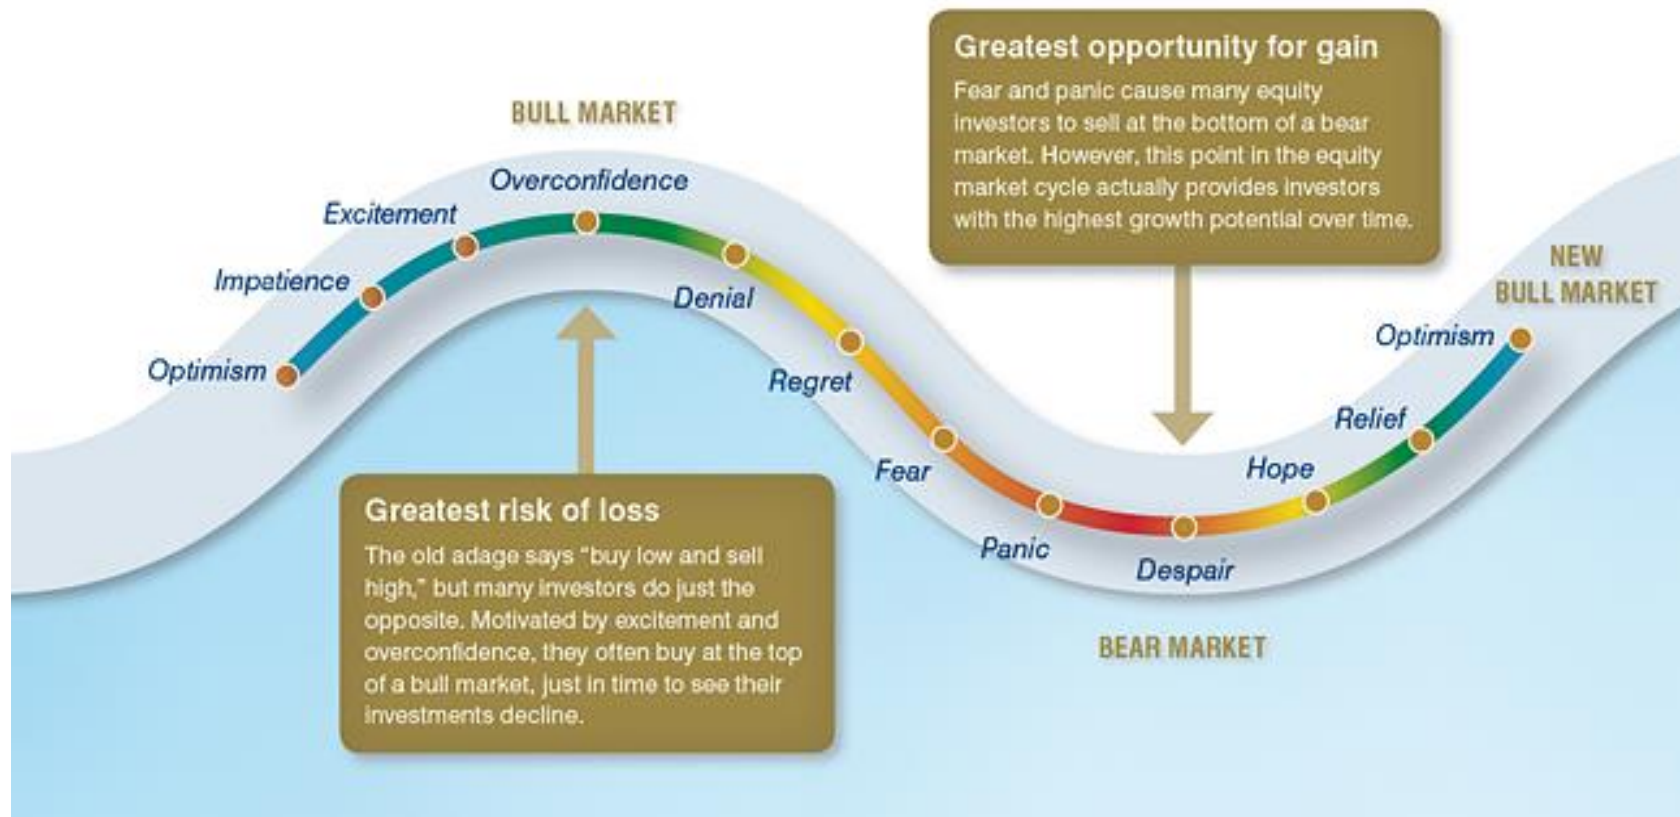 BULL MARKET
Overconfidence
Excitement
Impatience
Optimism
Denial
Regret
Fear
Panic
Despair
Hope
Relief
Optimism
NEW
BULL MARKET
BEAR MARKET
Greatest opportunity for gain
Fear and panic cause many equity
investors to sell at the bottom of a bear
market. However, this point in the equity
market cycle actually provides investors
with the highest growth potential over time.
Greatest risk of loss
The old adage says “buy low and sell
high,” but many investors do just the
opposite. Motivated by excitement and
overconfidence, they often buy at the top
of a bull market, just in time to see their
investments decline.